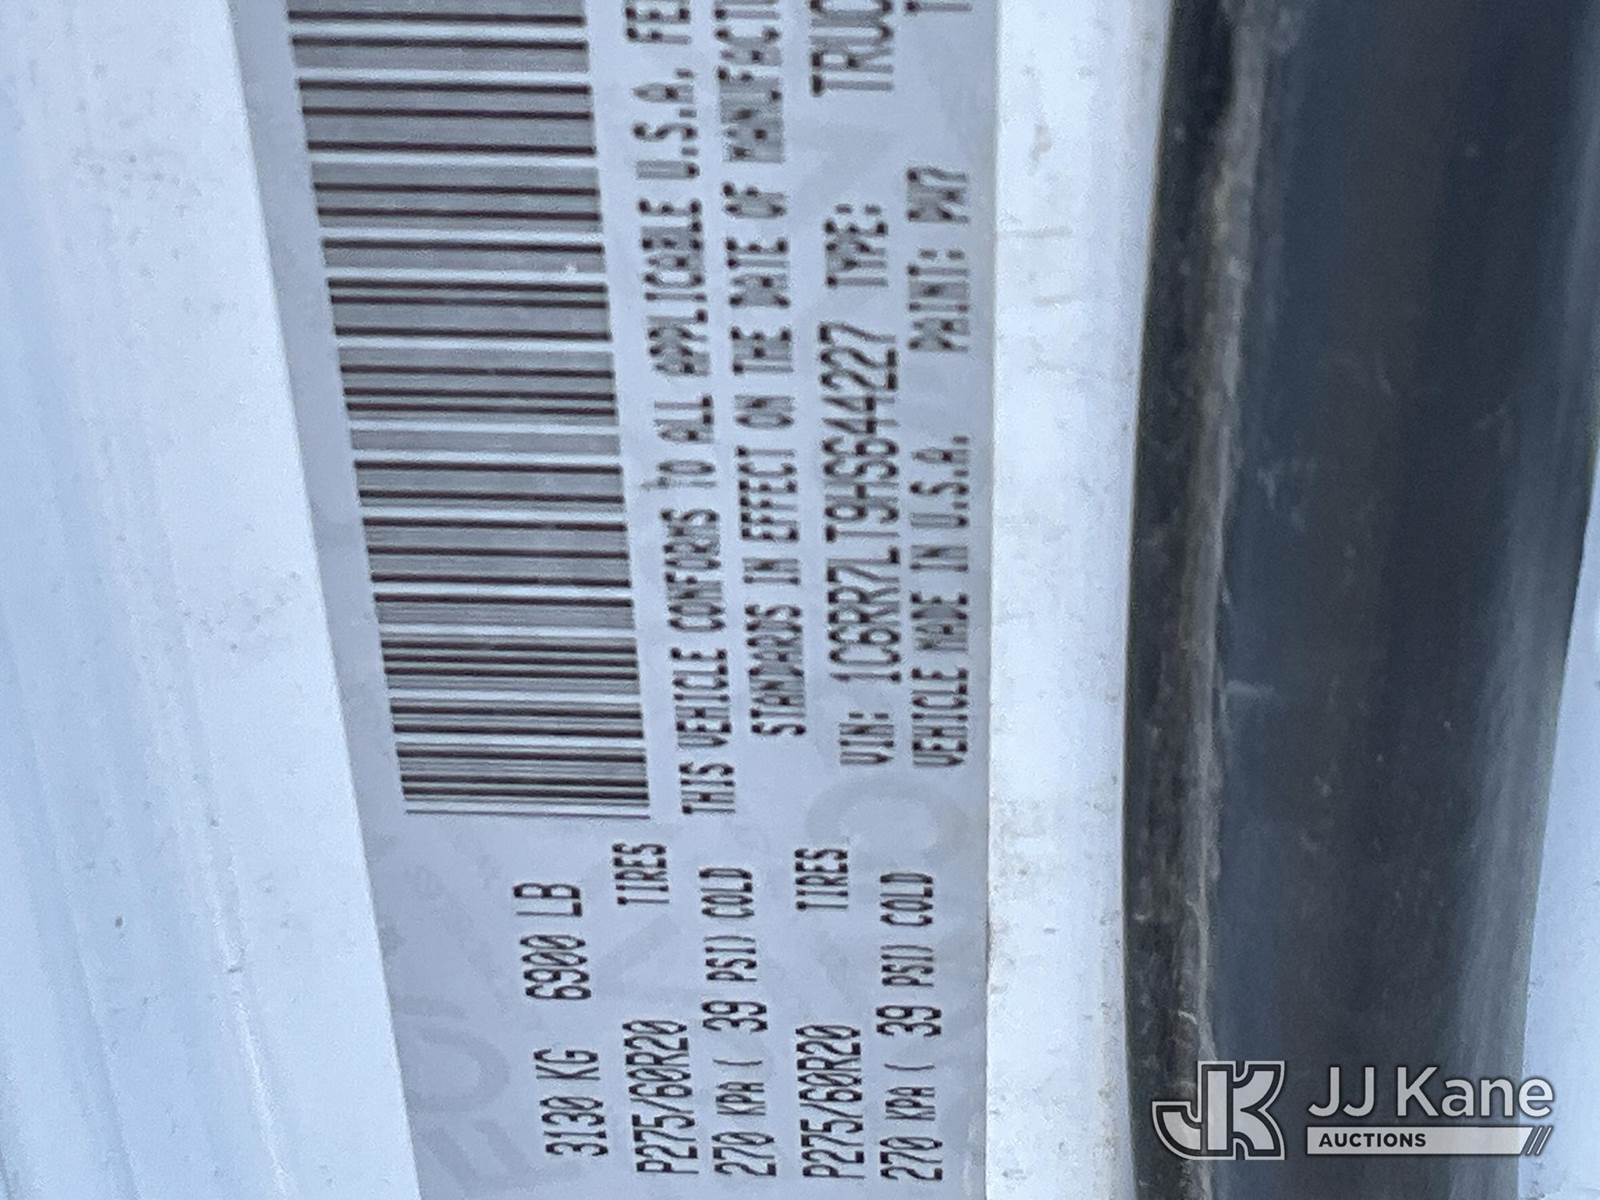 3130 KG 6900 LB
P275/60R20 TIRES
270 KPA ( 39 PSI) COLD
P275/60R20 TIRES
270 KPA ( 39 PSI) COLD
THIS VEHICLE CONFORMS TO ALL APPLICABLE U.S.A. FE
STANDARDS IN EFFECT ON THE DATE OF MANUFACT
VIN: 1C6RR7LT9HS644227 TYPE: TRUC
VEHICLE MADE IN U.S.A. PAINT: PW7
JJ Kane
AUCTIONS